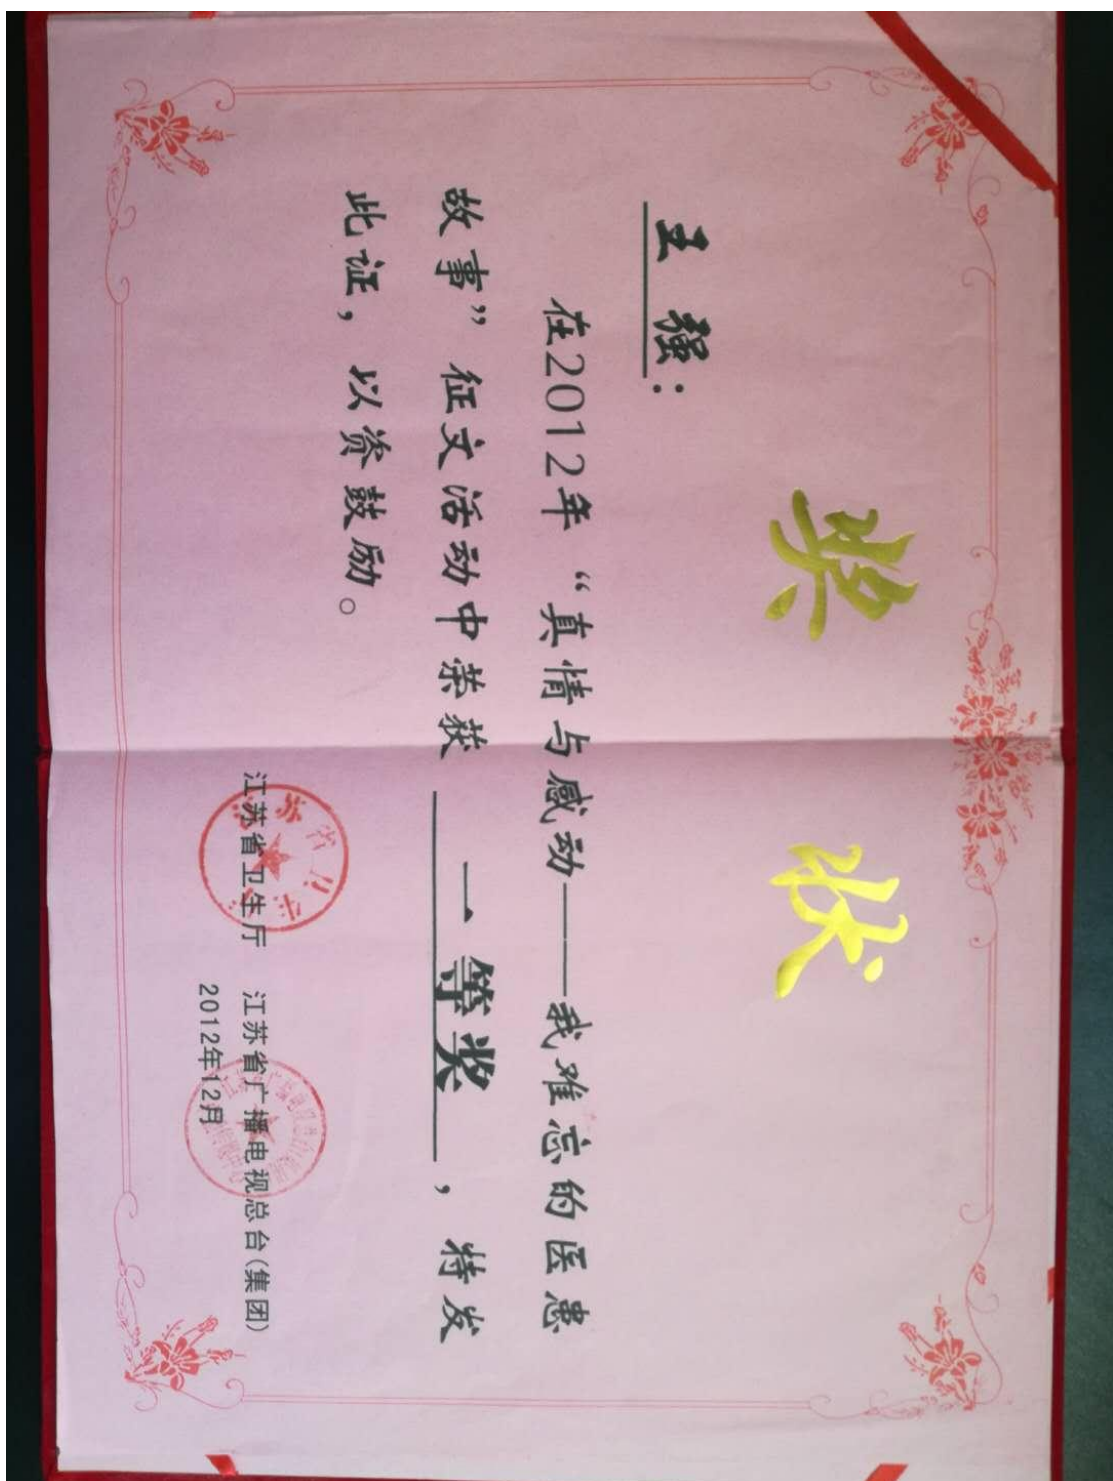 奖状
王强：
在2012年“真情与感动——我难忘的医患
故事”征文活动中荣获 一等奖 ，特发
此证，以资鼓励。
江苏省卫生厅 江苏省广播电视总台(集团)
2012年12月